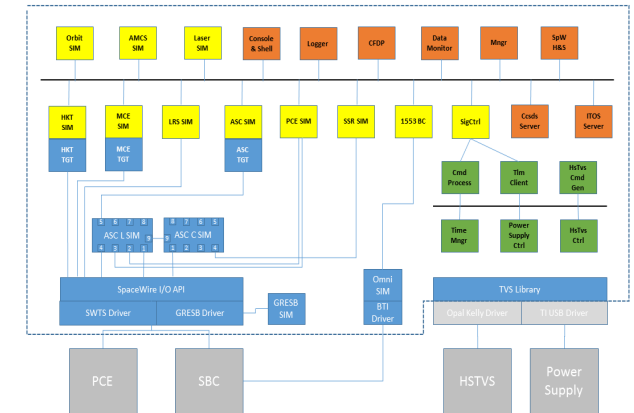 Orbit
SIM
AMCS
SIM
Laser
SIM
Console
& Shell
Logger
CFDP
Data
Monitor
Mngr
SpW
H&S
HKT
SIM
MCE
SIM
LRS SIM
ASC SIM
PCE SIM
SSR SIM
1553 BC
SigCtrl
Ccsds
Server
ITOS
Server
HKT
TGT
MCE
TGT
ASC
TGT
Cmd
Process
Tlm
Client
HsTvs
Cmd
Gen
5 6 7 8
ASC L SIM
9
4 3 2 1
8 7 6 5
9
ASC C SIM
1 2 3 4
Time
Mngr
Power
Supply
Ctrl
HsTvs
Ctrl
SpaceWire I/O API
SWTS Driver
GRESB Driver
GRESB
SIM
Omni
SIM
BTI
Driver
TVS Library
Opal Kelly Driver
TI USB Driver
PCE
SBC
HSTVS
Power
Supply